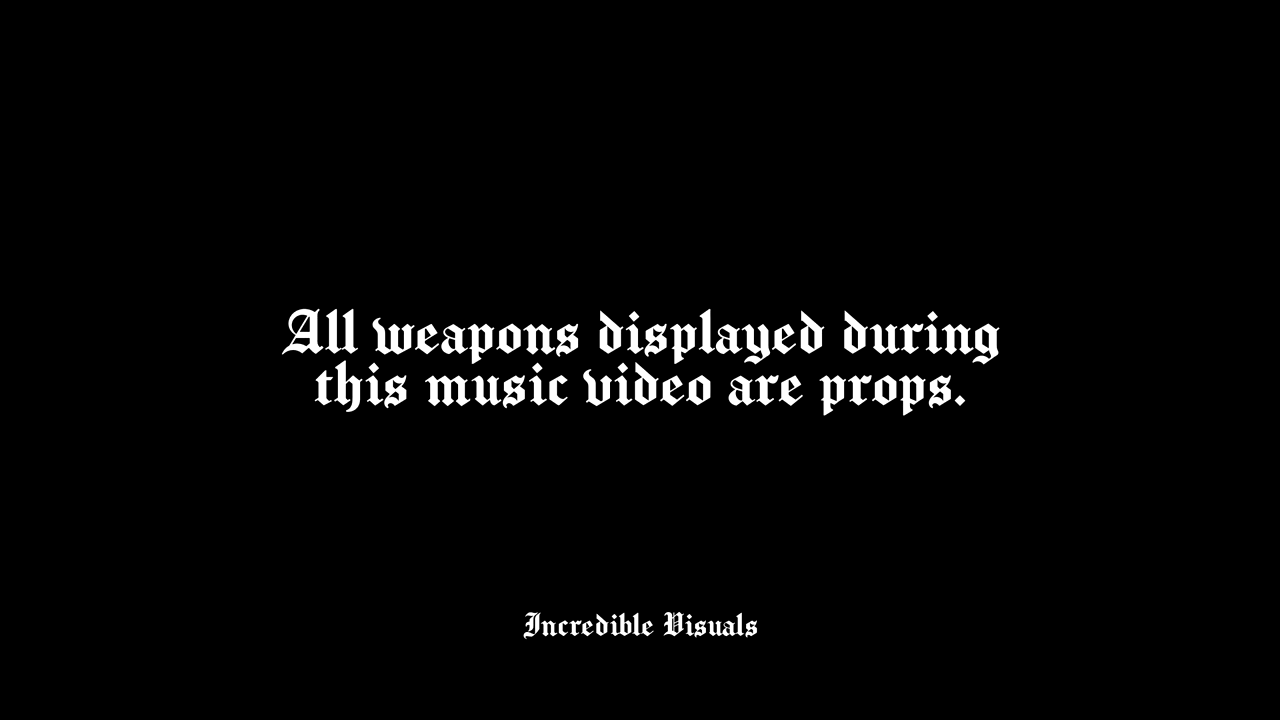 All weapons displayed during
this music video are props.
Incredible Visuals